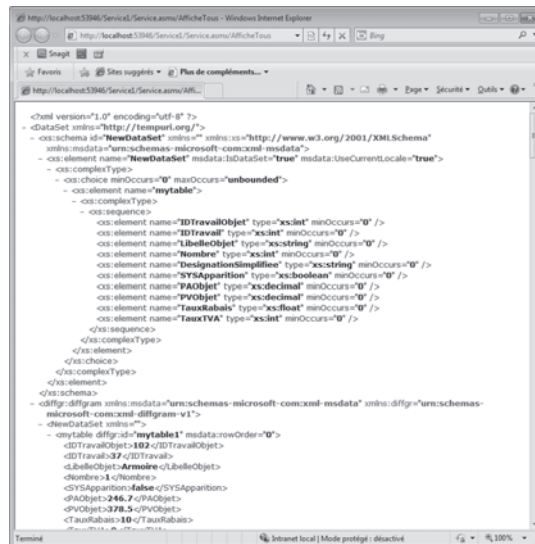 http://localhost:53946/Service1/Service.asmx/AfficheTous - Windows Internet Explorer
http://localhost:53946/Service1/Service.asmx/AfficheTous
Bing
Snagit
Favoris Sites suggérés Plus de compléments...
http://localhost:53946/Service1/Service.asmx/Affi...
Page Sécurité Outils
<?xml version="1.0" encoding="utf-8" ?>
- <DataSet xmlns="http://tempuri.org/">
- <xs:schema id="NewDataSet" xmlns="" xmlns:xs="http://www.w3.org/2001/XMLSchema"
xmlns:msdata="urn:schemas-microsoft-com:xml-msdata">
- <xs:element name="NewDataSet" msdata:IsDataSet="true" msdata:UseCurrentLocale="true">
- <xs:complexType>
- <xs:choice minOccurs="0" maxOccurs="unbounded">
- <xs:element name="mytable">
- <xs:complexType>
- <xs:sequence>
<xs:element name="IDTravailObjet" type="xs:int" minOccurs="0" />
<xs:element name="IDTravail" type="xs:int" minOccurs="0" />
<xs:element name="LibelleObjet" type="xs:string" minOccurs="0" />
<xs:element name="Nombre" type="xs:int" minOccurs="0" />
<xs:element name="DesignationSimplifiee" type="xs:string" minOccurs="0" />
<xs:element name="SYSApparition" type="xs:boolean" minOccurs="0" />
<xs:element name="PAObjet" type="xs:decimal" minOccurs="0" />
<xs:element name="PVObjet" type="xs:decimal" minOccurs="0" />
<xs:element name="TauxRabais" type="xs:float" minOccurs="0" />
<xs:element name="TauxTVA" type="xs:int" minOccurs="0" />
</xs:sequence>
</xs:complexType>
</xs:element>
</xs:choice>
</xs:complexType>
</xs:element>
</xs:schema>
- <diffgr:diffgram xmlns:msdata="urn:schemas-microsoft-com:xml-msdata" xmlns:diffgr="urn:schemas-
microsoft-com:xml-diffgram-v1">
- <NewDataSet xmlns="">
- <mytable diffgr:id="mytable1" msdata:rowOrder="0">
<IDTravailObjet>102</IDTravailObjet>
<IDTravail>37</IDTravail>
<LibelleObjet>Armoire</LibelleObjet>
<Nombre>1</Nombre>
<SYSApparition>false</SYSApparition>
<PAObjet>246.7</PAObjet>
<PVObjet>378.5</PVObjet>
<TauxRabais>10</TauxRabais>
Terminé Intranet local | Mode protégé : désactivé 100%